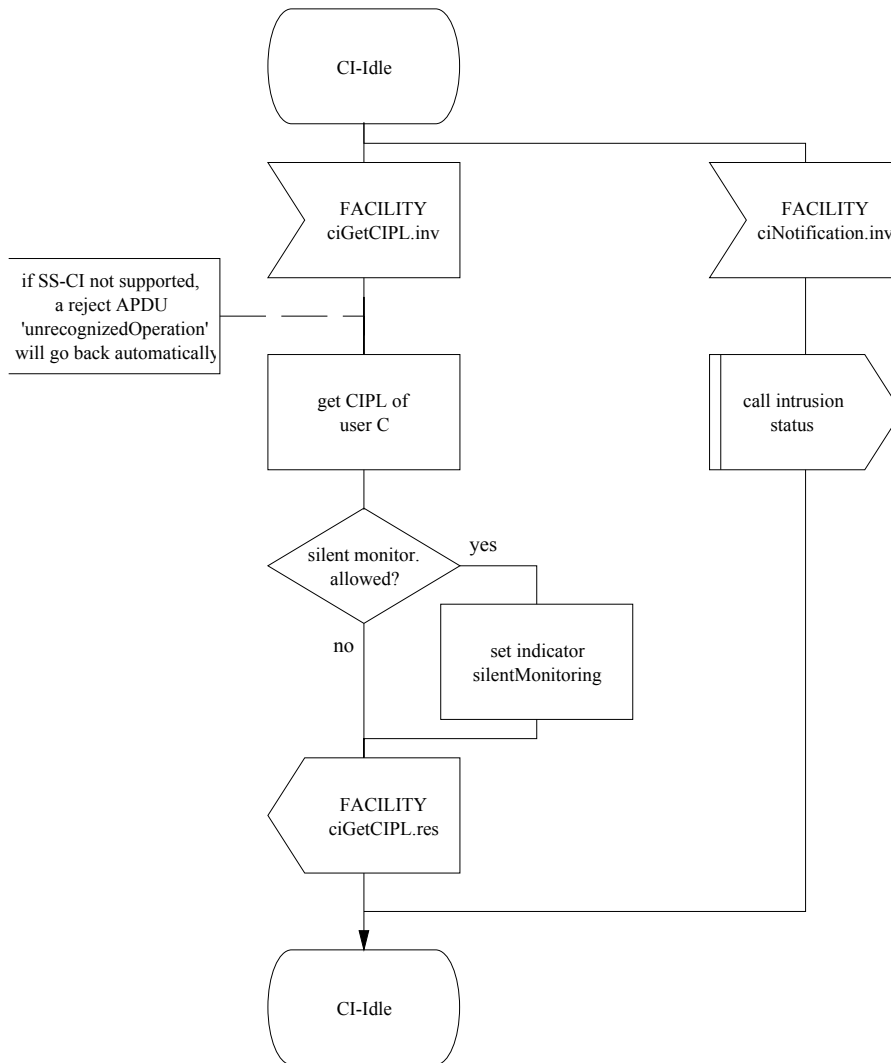 CI-Idle
FACILITY
ciGetCIPL.inv
FACILITY
ciNotification.inv
if SS-CI not supported,
a reject APDU
'unrecognizedOperation'
will go back automatically
get CIPL of
user C
call intrusion
status
silent monitor.
allowed?
yes
no
set indicator
silentMonitoring
FACILITY
ciGetCIPL.res
CI-Idle